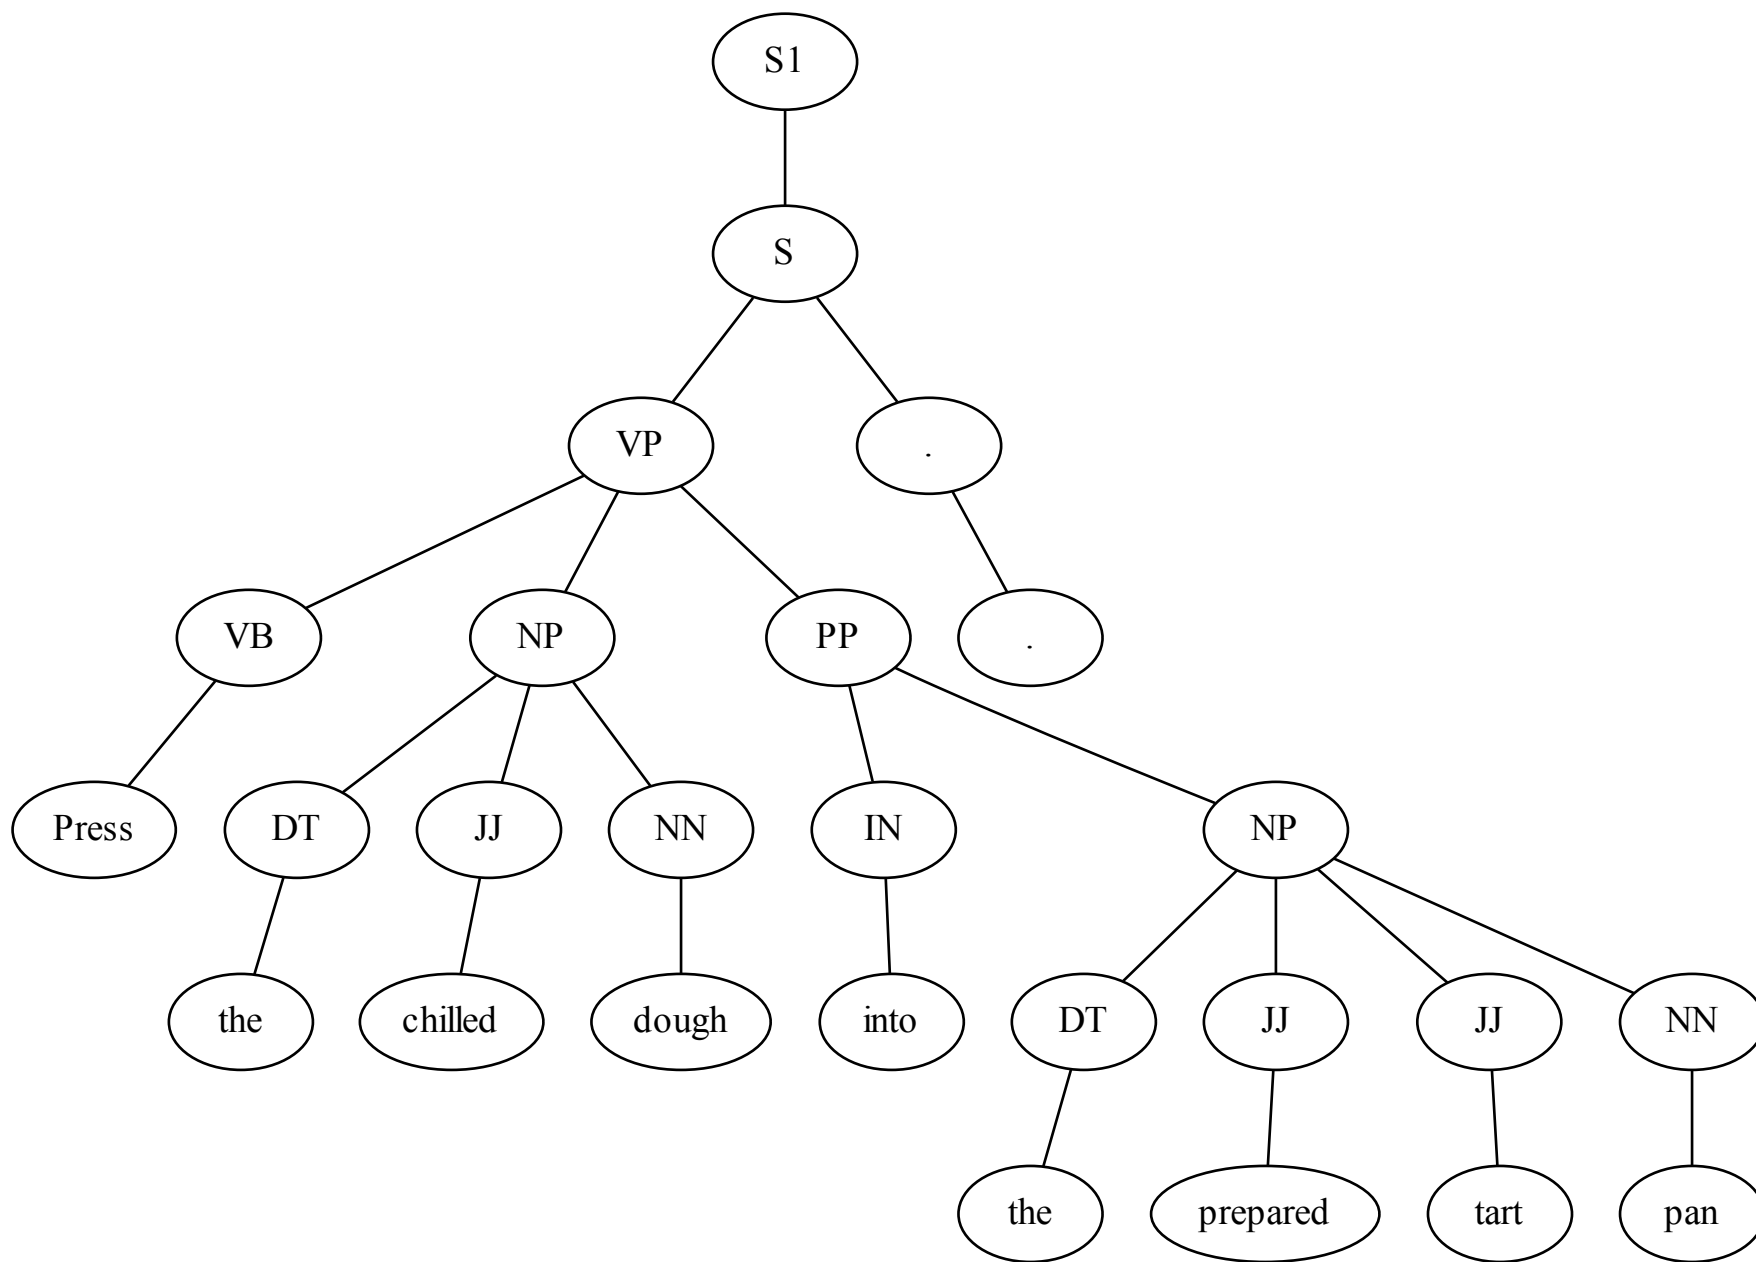 S1
S
VP .
VB NP PP .
Press DT JJ NN IN NP
the chilled dough into DT JJ JJ NN
the prepared tart pan